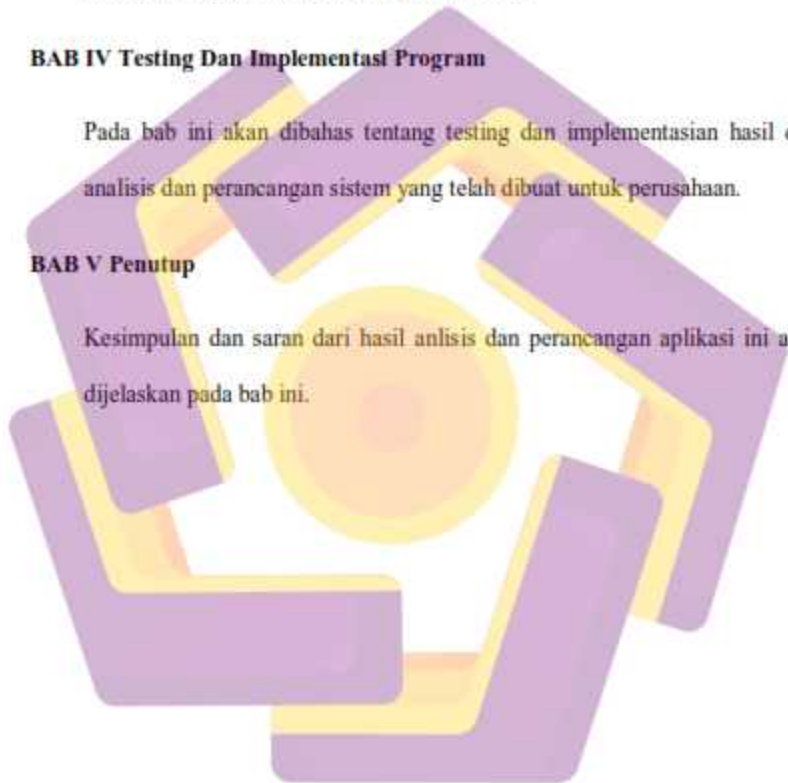 BAB IV Testing Dan Implementasi Program
Pada bab ini akan dibahas tentang testing dan implementasian hasil
analisis dan perancangan sistem yang telah dibuat untuk perusahaan.
BAB V Penutup
Kesimpulan dan saran dari hasil anlisis dan perancangan aplikasi ini
dijelaskan pada bab ini.